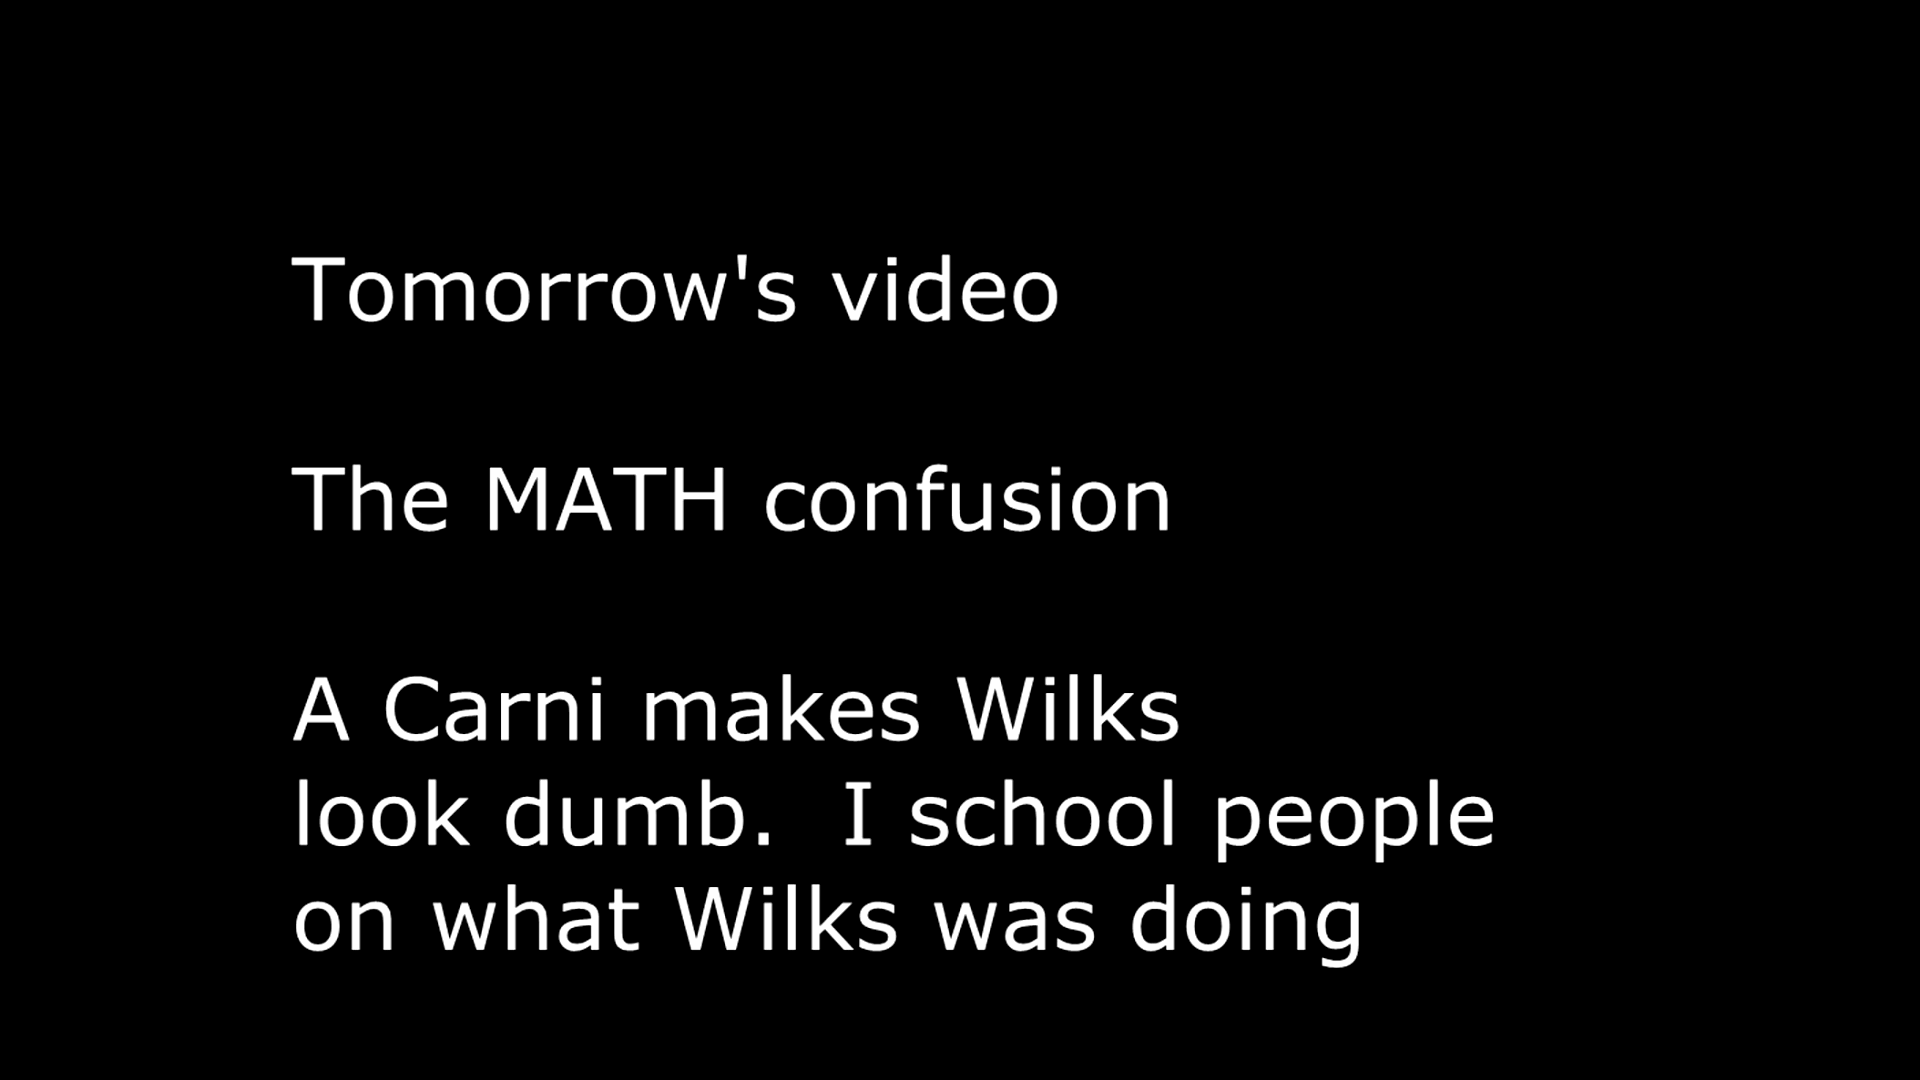 Tomorrow's video
The MATH confusion
A Carni makes Wilks
look dumb.  I school people
on what Wilks was doing